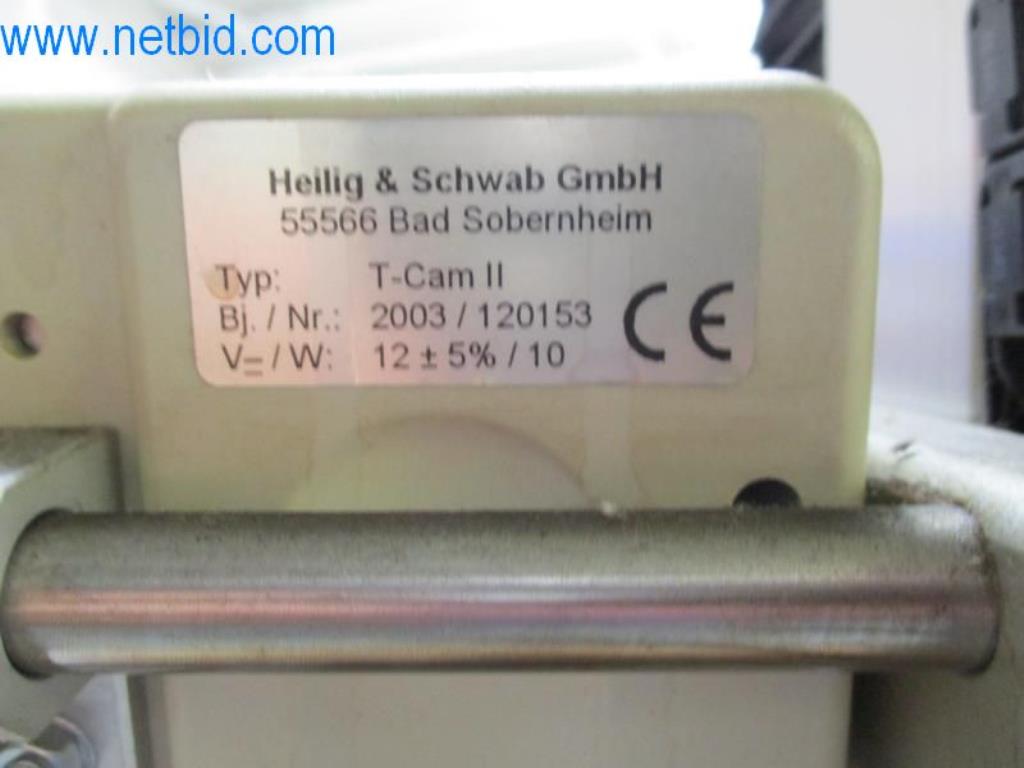 www.netbid.com
Heilig & Schwab GmbH
55566 Bad Sobernheim
Typ: T-Cam II
Bj. / Nr.: 2003 / 120153
V⎓ / W: 12 ± 5% / 10
CE